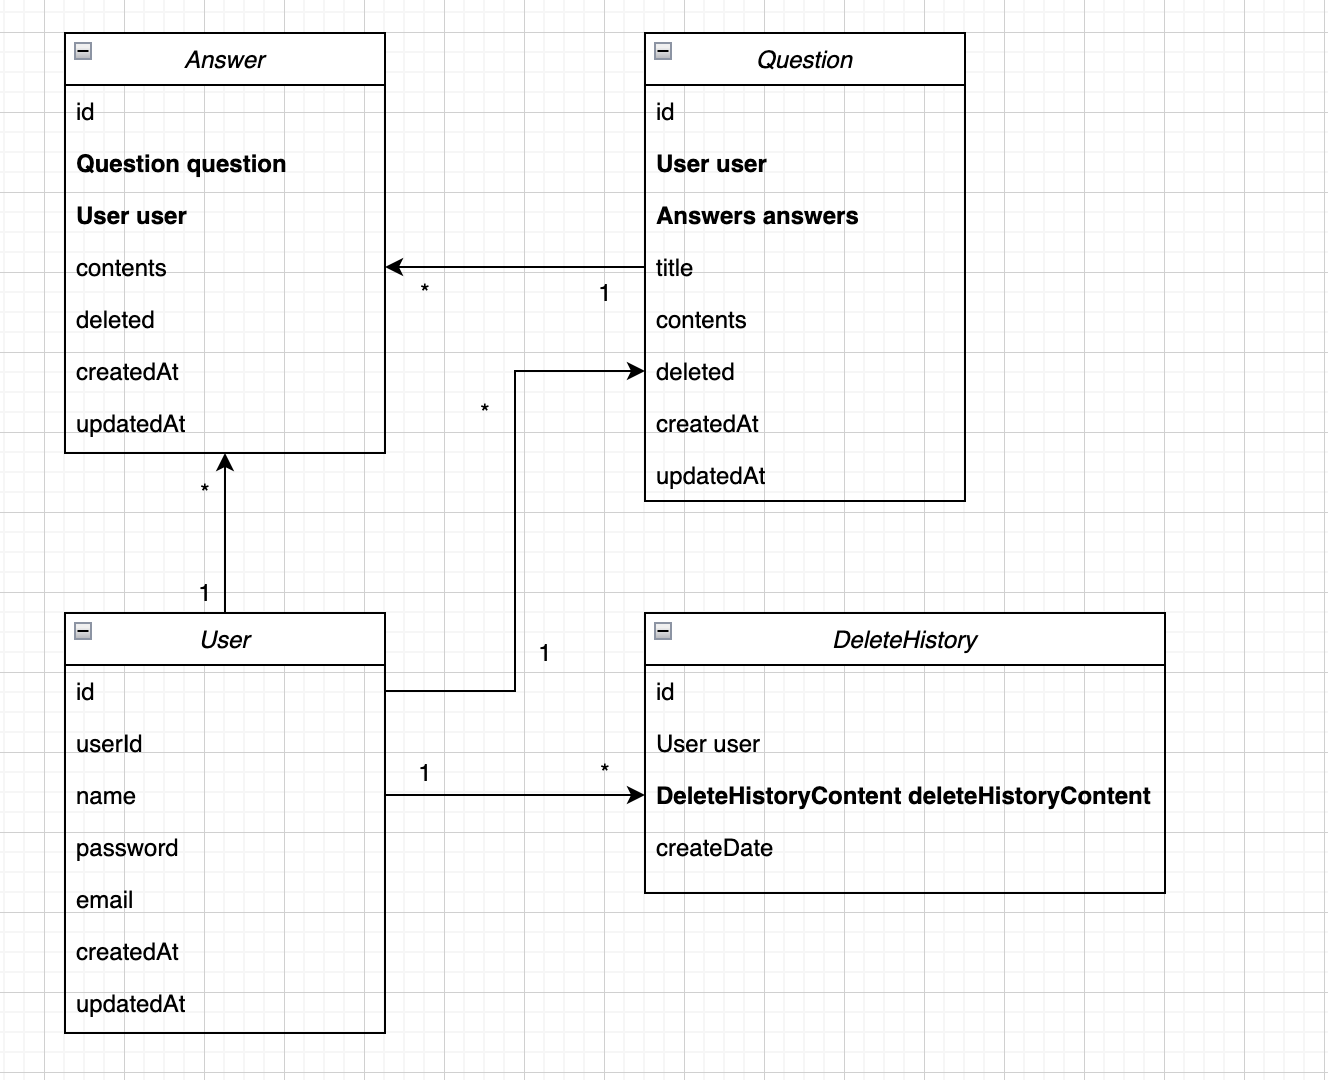 Answer
id
Question question
User user
contents
deleted
createdAt
updatedAt
Question
id
User user
Answers answers
title
contents
deleted
createdAt
updatedAt
*
1
*
1
*
1
1
*
User
id
userId
name
password
email
createdAt
updatedAt
DeleteHistory
id
User user
DeleteHistoryContent deleteHistoryContent
createDate